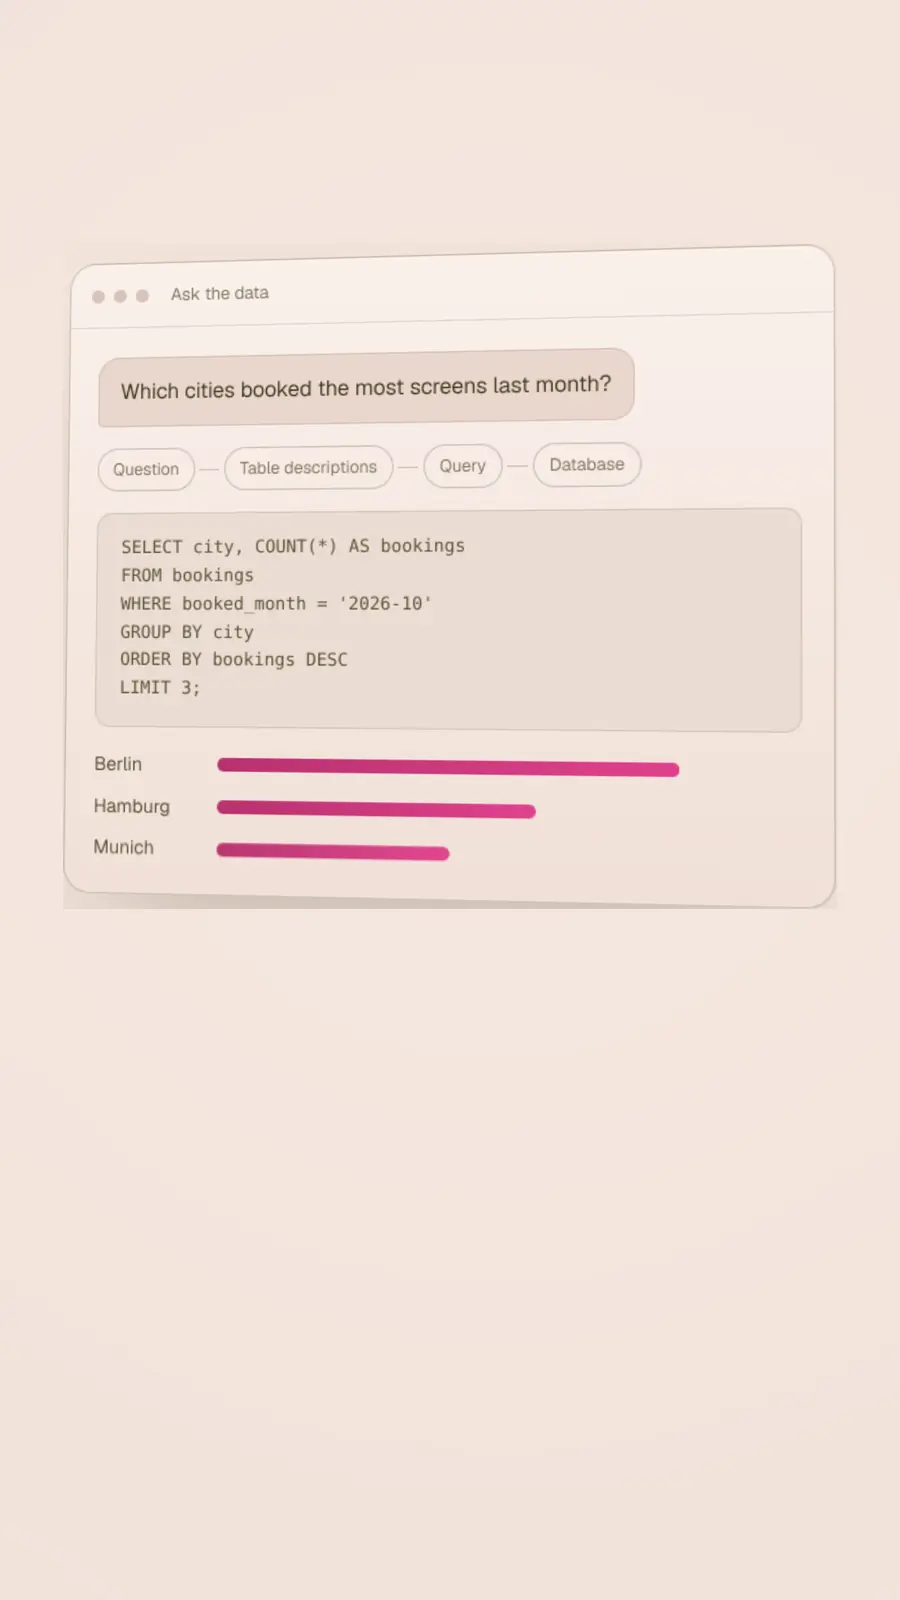 Ask the data
Which cities booked the most screens last month?
Question
Table descriptions
Query
Database
SELECT city, COUNT(*) AS bookings
FROM bookings
WHERE booked_month = '2026-10'
GROUP BY city
ORDER BY bookings DESC
LIMIT 3;
Berlin
Hamburg
Munich